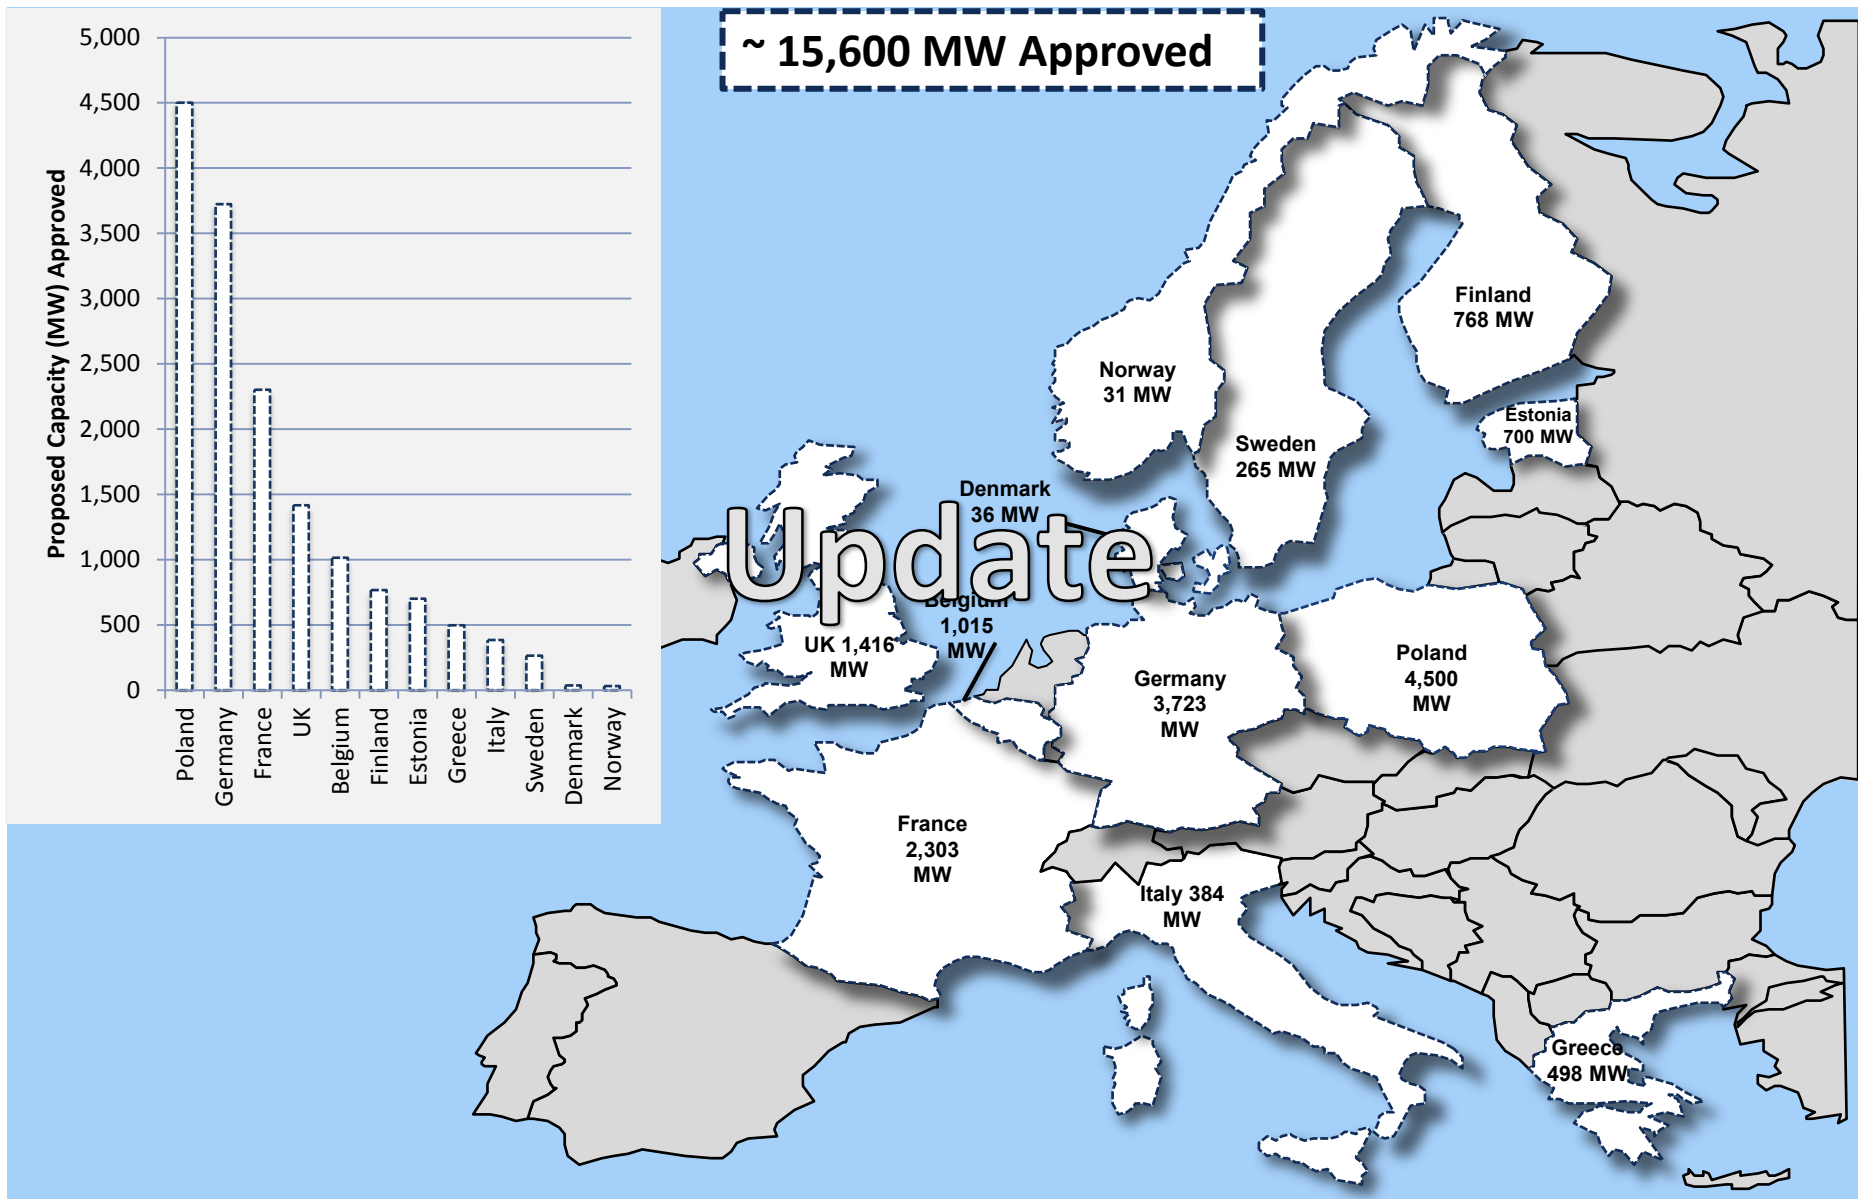 ~ 15,600 MW Approved
Proposed Capacity (MW) Approved
5,000
4,500
4,000
3,500
3,000
2,500
2,000
1,500
1,000
500
0
Poland
Germany
France
UK
Belgium
Finland
Estonia
Greece
Italy
Sweden
Denmark
Norway
Finland
768 MW
Norway
31 MW
Estonia
700 MW
Sweden
265 MW
Denmark
36 MW
Update
Belgium
1,015
MW
UK 1,416
MW
Poland
4,500
MW
Germany
3,723
MW
France
2,303
MW
Italy 384
MW
Greece
498 MW